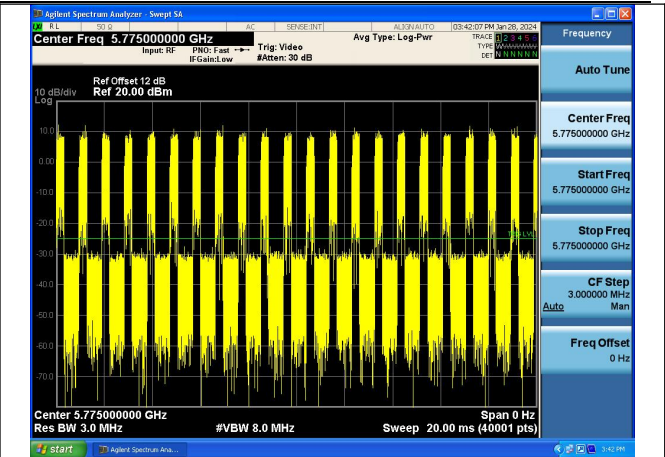 Agilent Spectrum Analyzer - Swept SA
RL 50 Ω AC SENSE:INT ALIGN AUTO 03:42:07 PM Jan 28, 2024
Center Freq 5.775000000 GHz
Input: RF PNO: Fast IFGain:Low
Trig: Video #Atten: 30 dB
Avg Type: Log-Pwr
TRACE 1 2 3 4 5 6
TYPE WWWWWW
DET N N N N N N
Frequency
Auto Tune
Center Freq
5.775000000 GHz
Start Freq
5.775000000 GHz
Stop Freq
5.775000000 GHz
CF Step
3.000000 MHz
Auto Man
Freq Offset
0 Hz
Ref Offset 12 dB
10 dB/div Ref 20.00 dBm
Log
10.0
0.00
-10.0
-20.0
TRIG LVL
-30.0
-40.0
-50.0
-60.0
-70.0
Center 5.775000000 GHz Span 0 Hz
Res BW 3.0 MHz #VBW 8.0 MHz Sweep 20.00 ms (40001 pts)
start Agilent Spectrum Ana... 3:42 PM